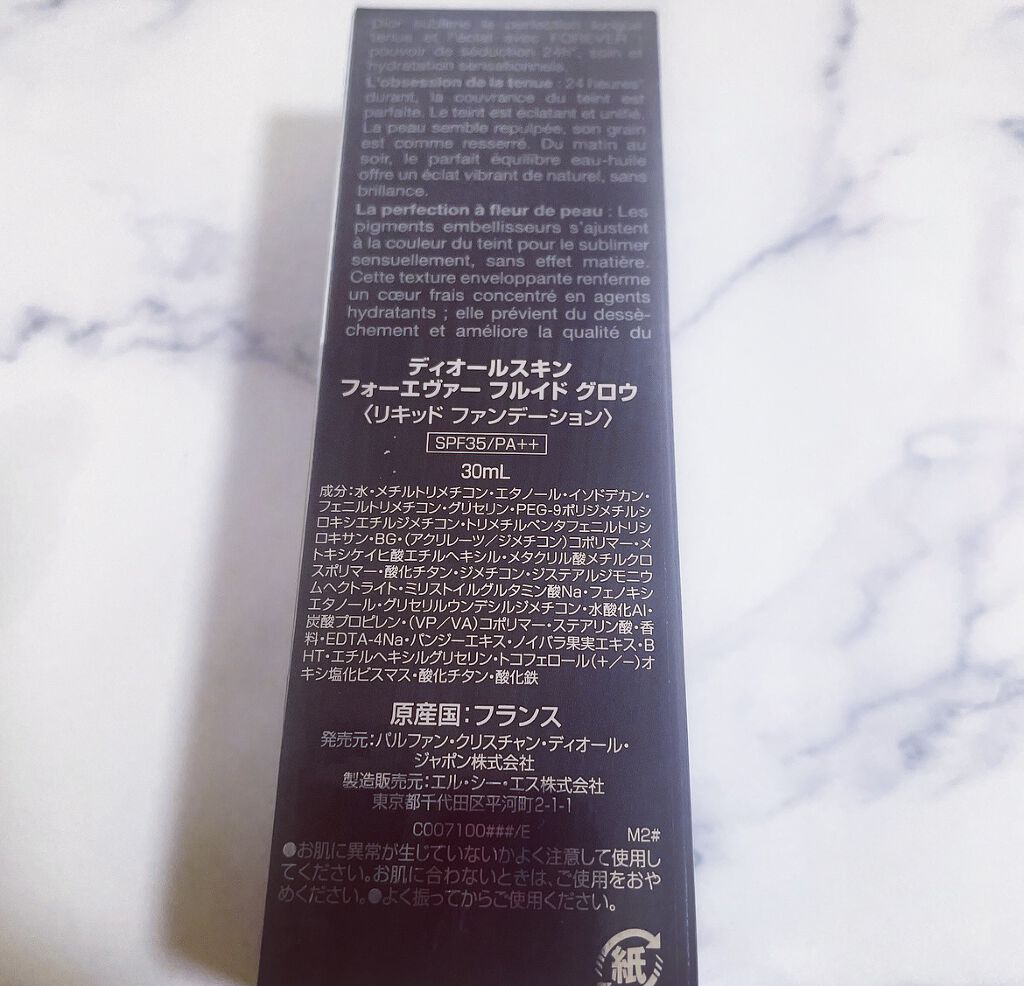 Dior sublime la perfection longue
tenue et l'éclat avec FOREVER :
pouvoir de séduction 24h*, soin et
hydratation sensationnels.
L'obsession de la tenue : 24 heures*
durant, la couvrance du teint est
parfaite. Le teint est éclatant et unifié.
La peau semble repulpée, son grain
est comme resserré. Du matin au
soir, le parfait équilibre eau-huile
offre un éclat vibrant de naturel, sans
brillance.
La perfection à fleur de peau : Les
pigments embellisseurs s'ajustent
à la couleur du teint pour le sublimer
sensuellement, sans effet matière.
Cette texture enveloppante renferme
un cœur frais concentré en agents
hydratants ; elle prévient du dessè-
chement et améliore la qualité du
ディオールスキン
フォーエヴァー フルイド グロウ
〈リキッド ファンデーション〉
SPF35/PA++
30mL
成分:水・メチルトリメチコン・エタノール・イソドデカン・
フェニルトリメチコン・グリセリン・PEG-9ポリジメチルシ
ロキシエチルジメチコン・トリメチルペンタフェニルトリシ
ロキサン・BG・(アクリレーツ/ジメチコン)コポリマー・メ
トキシケイヒ酸エチルヘキシル・メタクリル酸メチルクロ
スポリマー・酸化チタン・ジメチコン・ジステアルジモニウ
ムヘクトライト・ミリストイルグルタミン酸Na・フェノキシ
エタノール・グリセリルウンデシルジメチコン・水酸化Al・
炭酸プロピレン・(VP/VA)コポリマー・ステアリン酸・香
料・EDTA-4Na・パンジーエキス・ノイバラ果実エキス・B
HT・エチルヘキシルグリセリン・トコフェロール(+/−)オ
キシ塩化ビスマス・酸化チタン・酸化鉄
原産国:フランス
発売元:パルファン・クリスチャン・ディオール・
ジャポン株式会社
製造販売元:エル・シー・エス株式会社
東京都千代田区平河町2-1-1
C007100###/E
M2#
●お肌に異常が生じていないかよく注意して使用し
てください。お肌に合わないときは、ご使用をおや
めください。●よく振ってからご使用ください。
紙